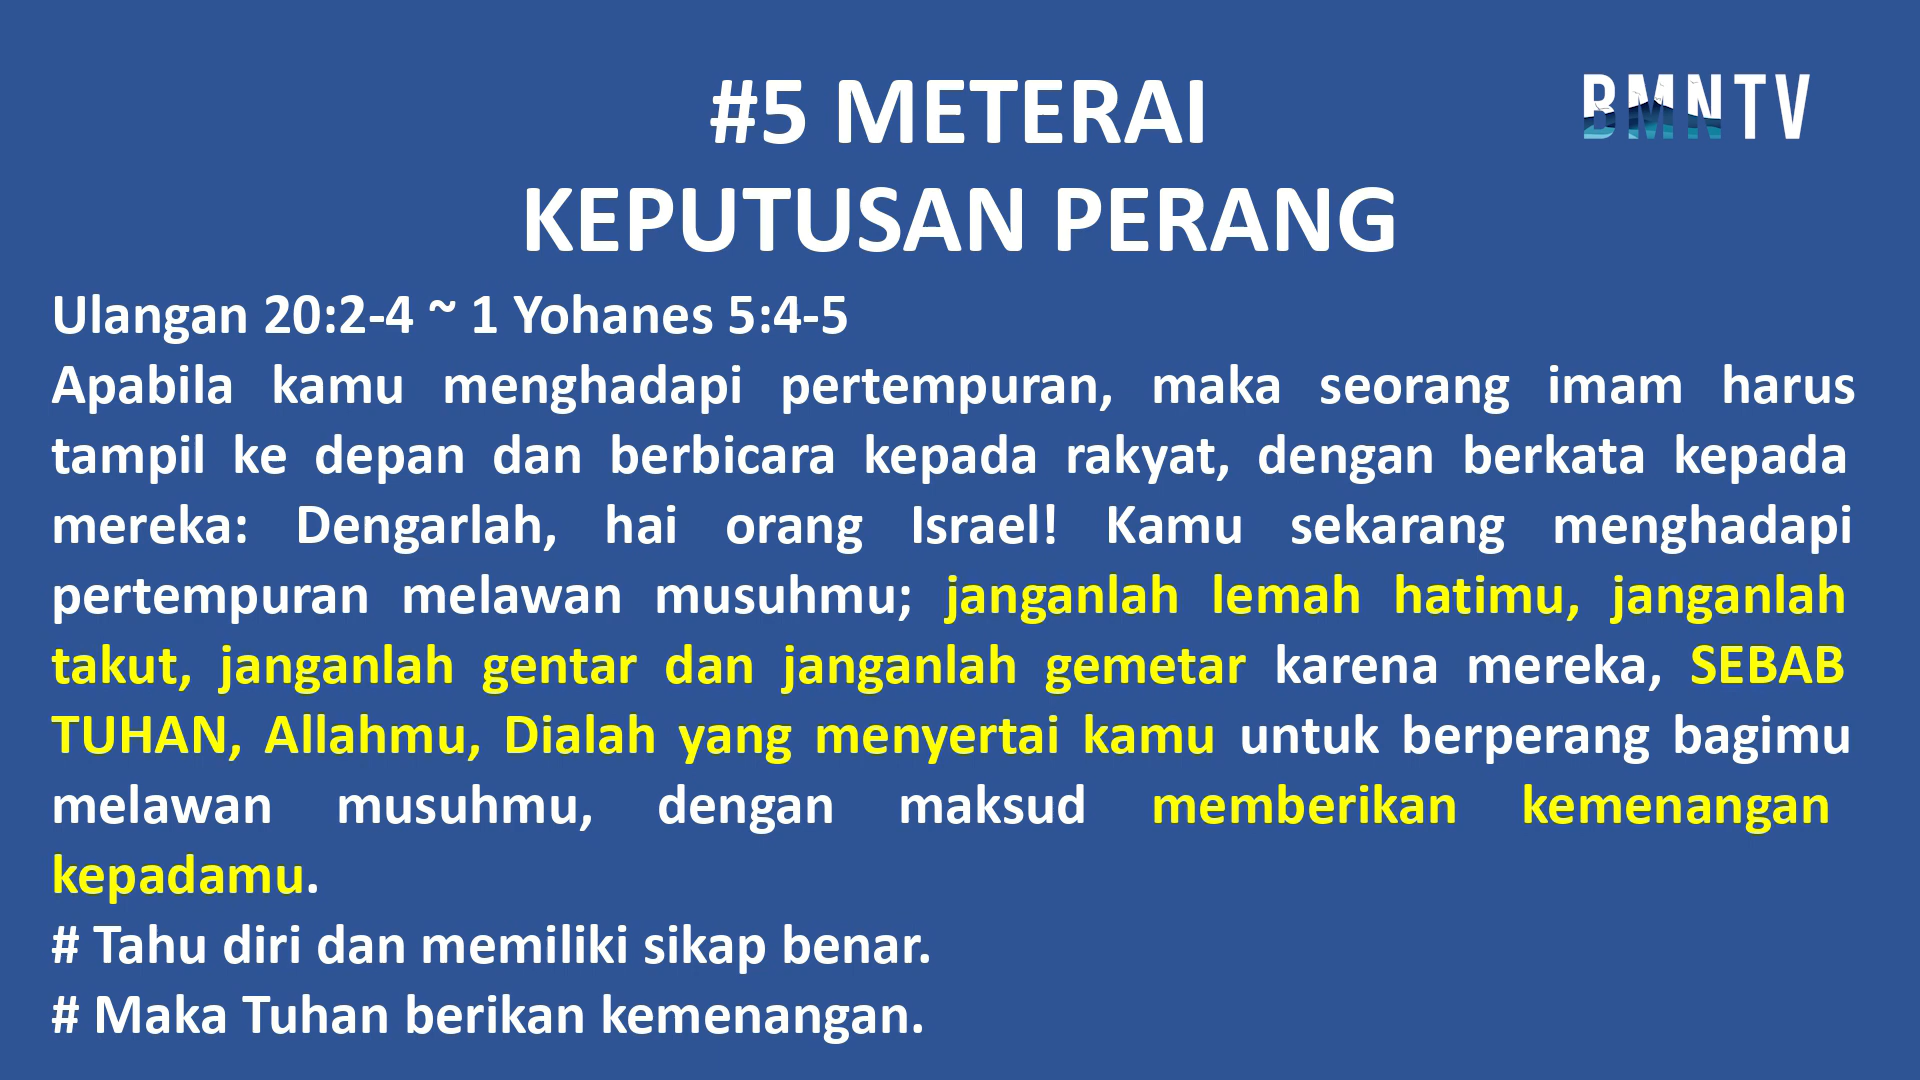 #5 METERAI
BMNTV
KEPUTUSAN PERANG
Ulangan 20:2-4 ~ 1 Yohanes 5:4-5
Apabila kamu menghadapi pertempuran, maka seorang imam harus
tampil ke depan dan berbicara kepada rakyat, dengan berkata kepada
mereka: Dengarlah, hai orang Israel! Kamu sekarang menghadapi
pertempuran melawan musuhmu; janganlah lemah hatimu, janganlah
takut, janganlah gentar dan janganlah gemetar karena mereka, SEBAB
TUHAN, Allahmu, Dialah yang menyertai kamu untuk berperang bagimu
melawan musuhmu, dengan maksud memberikan kemenangan
kepadamu.
# Tahu diri dan memiliki sikap benar.
# Maka Tuhan berikan kemenangan.